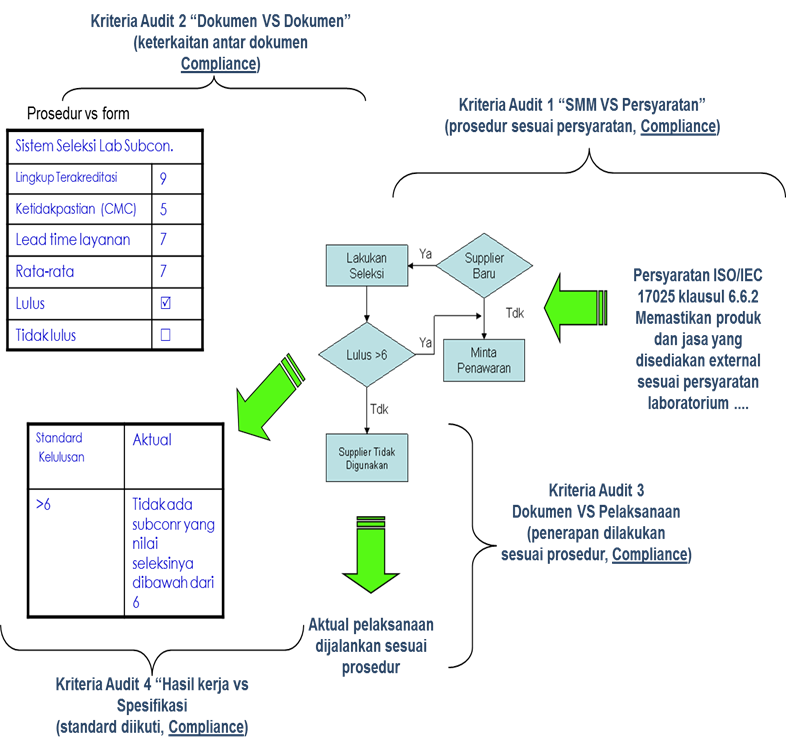 Kriteria Audit 2 “Dokumen VS Dokumen”
(keterkaitan antar dokumen
Compliance)
Kriteria Audit 1 “SMM VS Persyaratan”
(prosedur sesuai persyaratan, Compliance)
Prosedur vs form
Sistem Seleksi Lab Subcon.
Lingkup Terakreditasi 9
Ketidakpastian (CMC) 5
Lead time layanan 7
Rata-rata 7
Lulus ☑
Tidak lulus ☐
Lakukan
Seleksi
Ya
Supplier
Baru
Tdk
Lulus >6
Ya
Minta
Penawaran
Tdk
Supplier Tidak
Digunakan
Persyaratan ISO/IEC
17025 klausul 6.6.2
Memastikan produk
dan jasa yang
disediakan external
sesuai persyaratan
laboratorium ....
Standard
Kelulusan
Aktual
>6
Tidak ada
subconr yang
nilai
seleksinya
dibawah dari
6
Kriteria Audit 3
Dokumen VS Pelaksanaan
(penerapan dilakukan
sesuai prosedur, Compliance)
Aktual pelaksanaan
dijalankan sesuai
prosedur
Kriteria Audit 4 “Hasil kerja vs
Spesifikasi
(standard diikuti, Compliance)